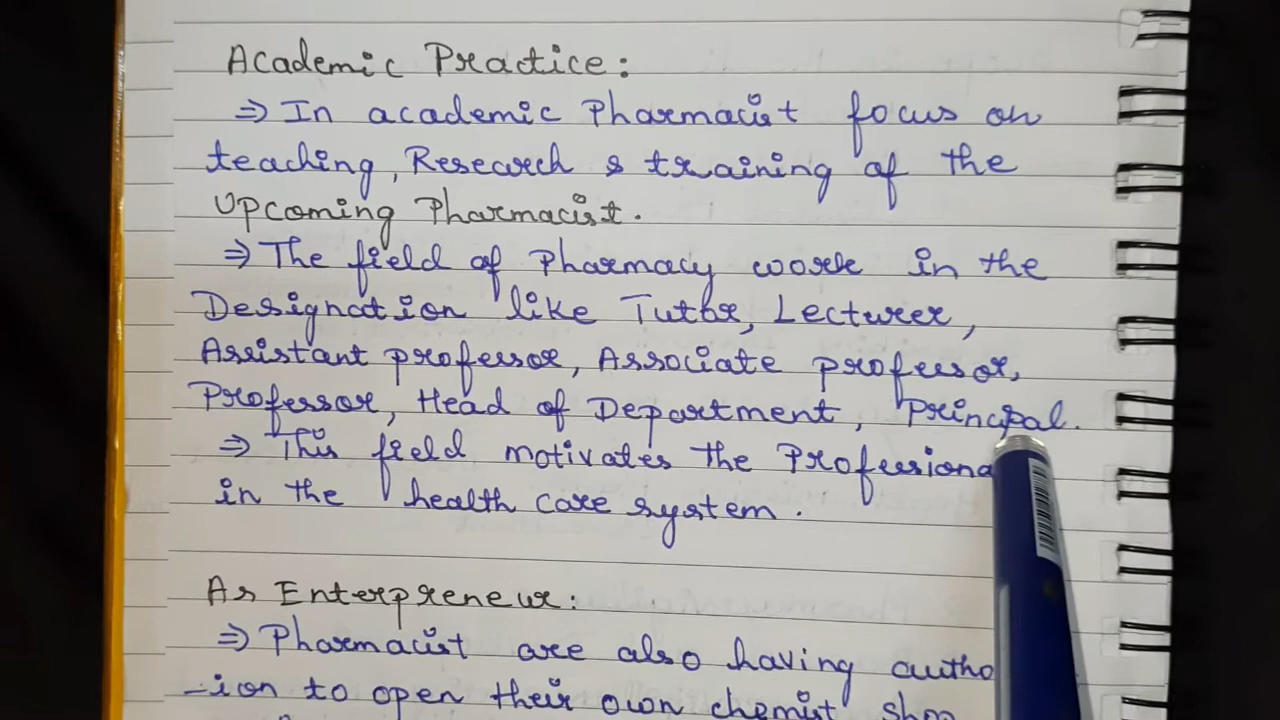 Academic Practice:
⇒ In academic Pharmacist focus on
teaching, Research & training of the
Upcoming Pharmacist.
⇒ The field of Pharmacy work in the
Designation like Tutor, Lecturer,
Assistant professor, Associate professor,
Professor, Head of Department, Principal.
⇒ This field motivates the Professiona
in the health care system.
As Enterpreneur:
⇒ Pharmacist are also having autho
-ion to open their own chemist shop